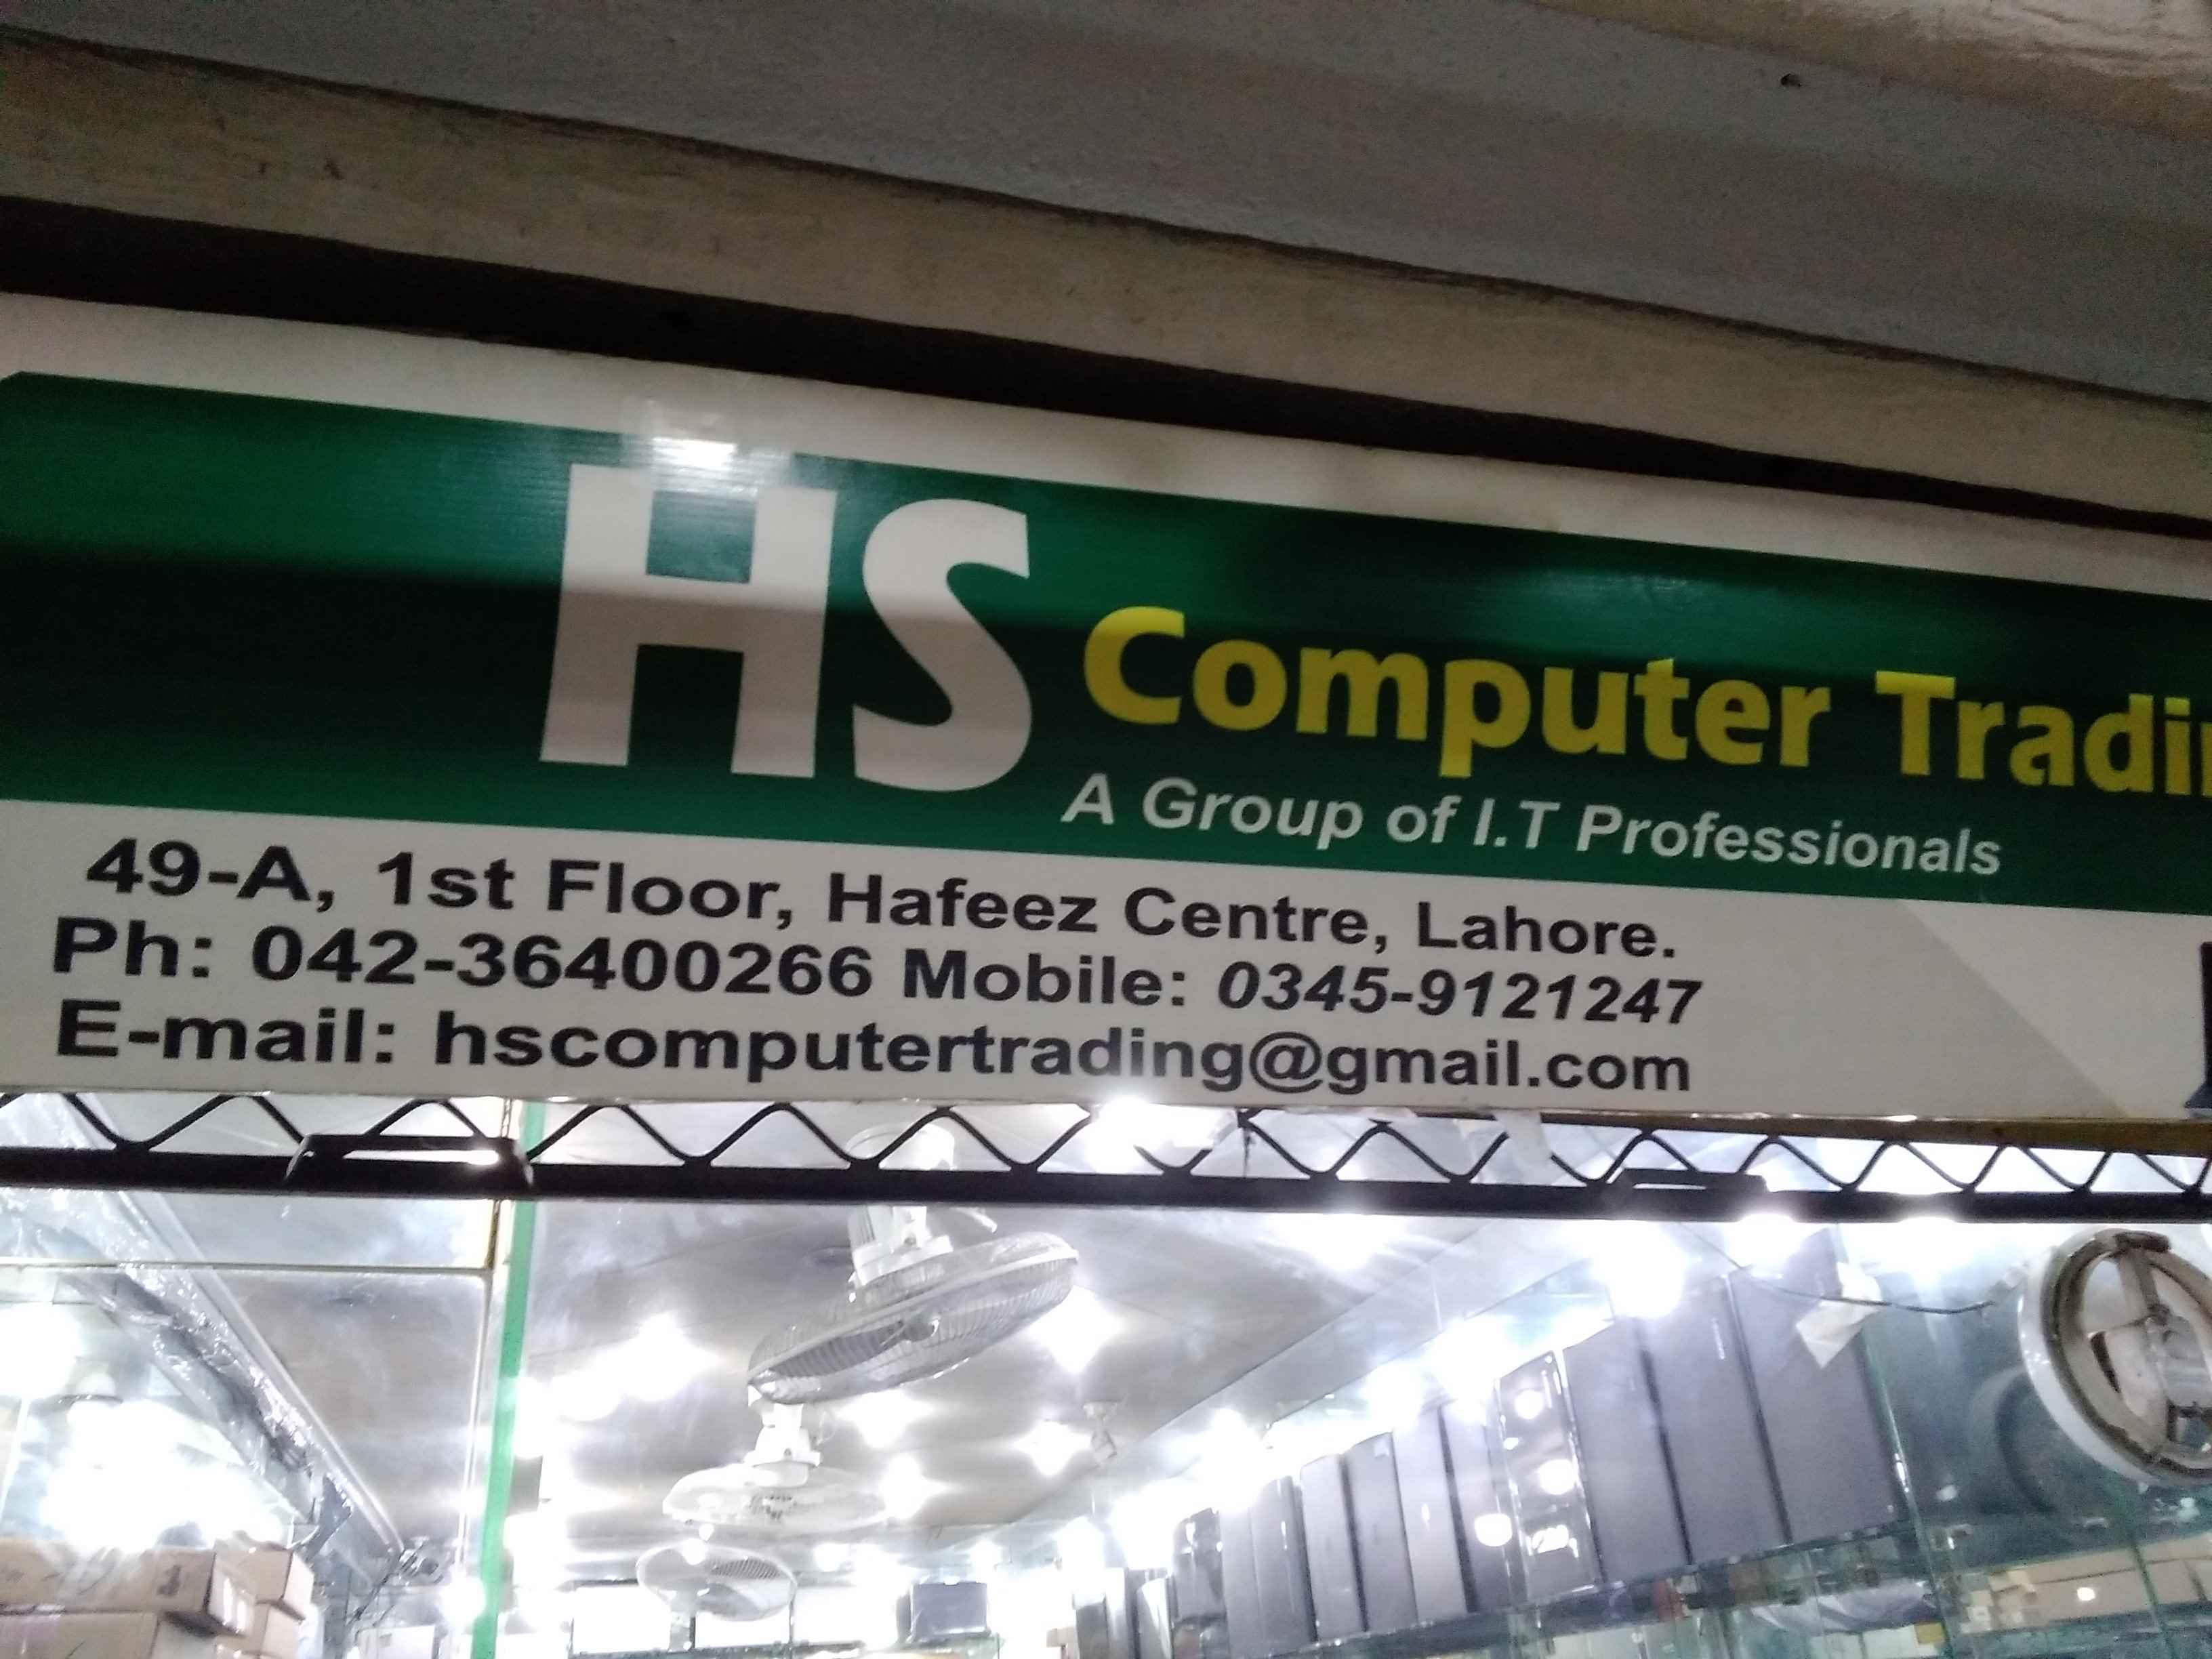 HS Computer Tradin
A Group of I.T Professionals
49-A, 1st Floor, Hafeez Centre, Lahore.
Ph: 042-36400266 Mobile: 0345-9121247
E-mail: hscomputertrading@gmail.com